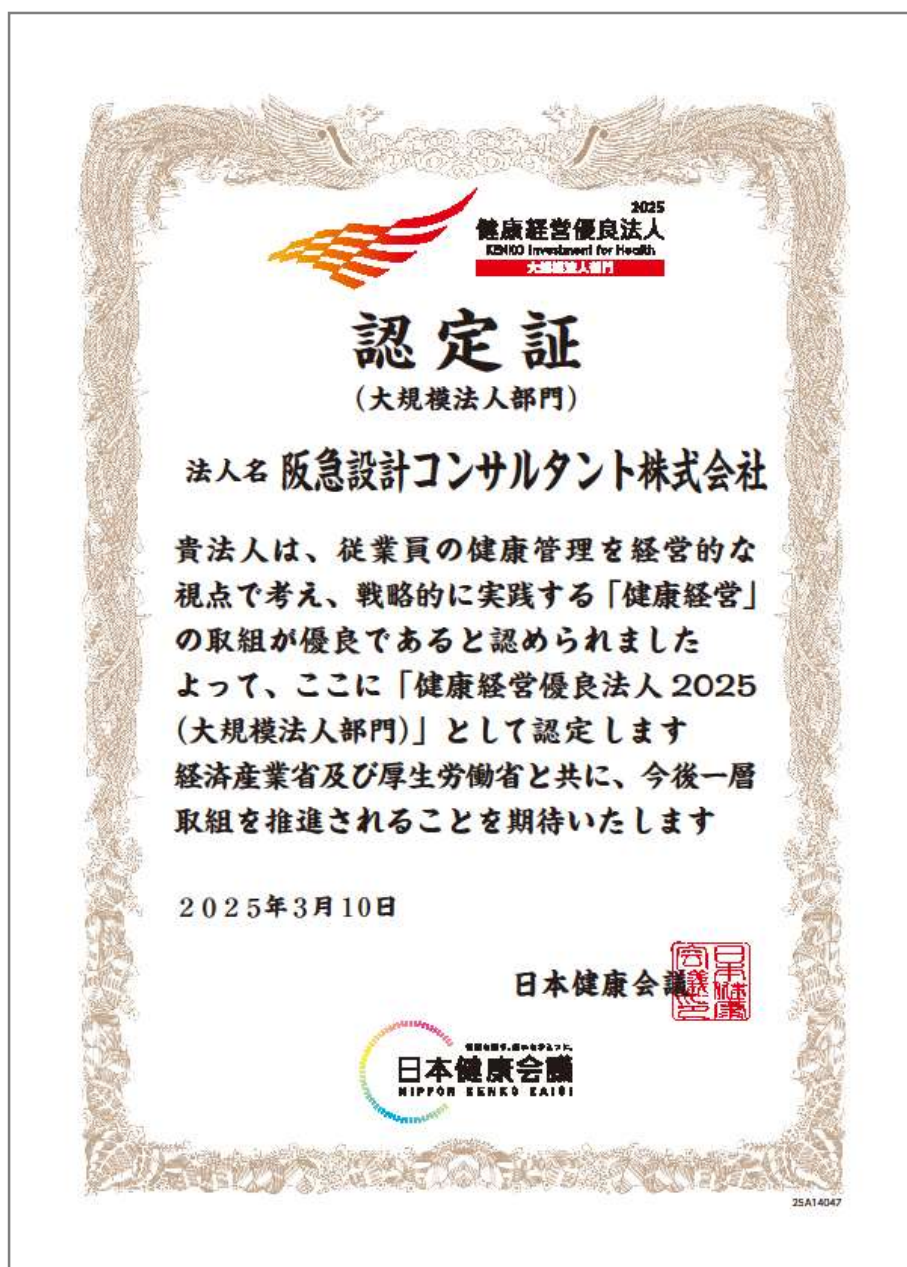 2025
健康経営優良法人
KENKO Investment for Health
大規模法人部門
認定証
(大規模法人部門)
法人名 阪急設計コンサルタント株式会社
貴法人は、従業員の健康管理を経営的な
視点で考え、戦略的に実践する「健康経営」
の取組が優良であると認められました
よって、ここに「健康経営優良法人2025
(大規模法人部門)」として認定します
経済産業省及び厚生労働省と共に、今後一層
取組を推進されることを期待いたします
2025年3月10日
日本健康会議
日本健康会議印
日本健康会議
NIPPON KENKO KAIGI
25A14047